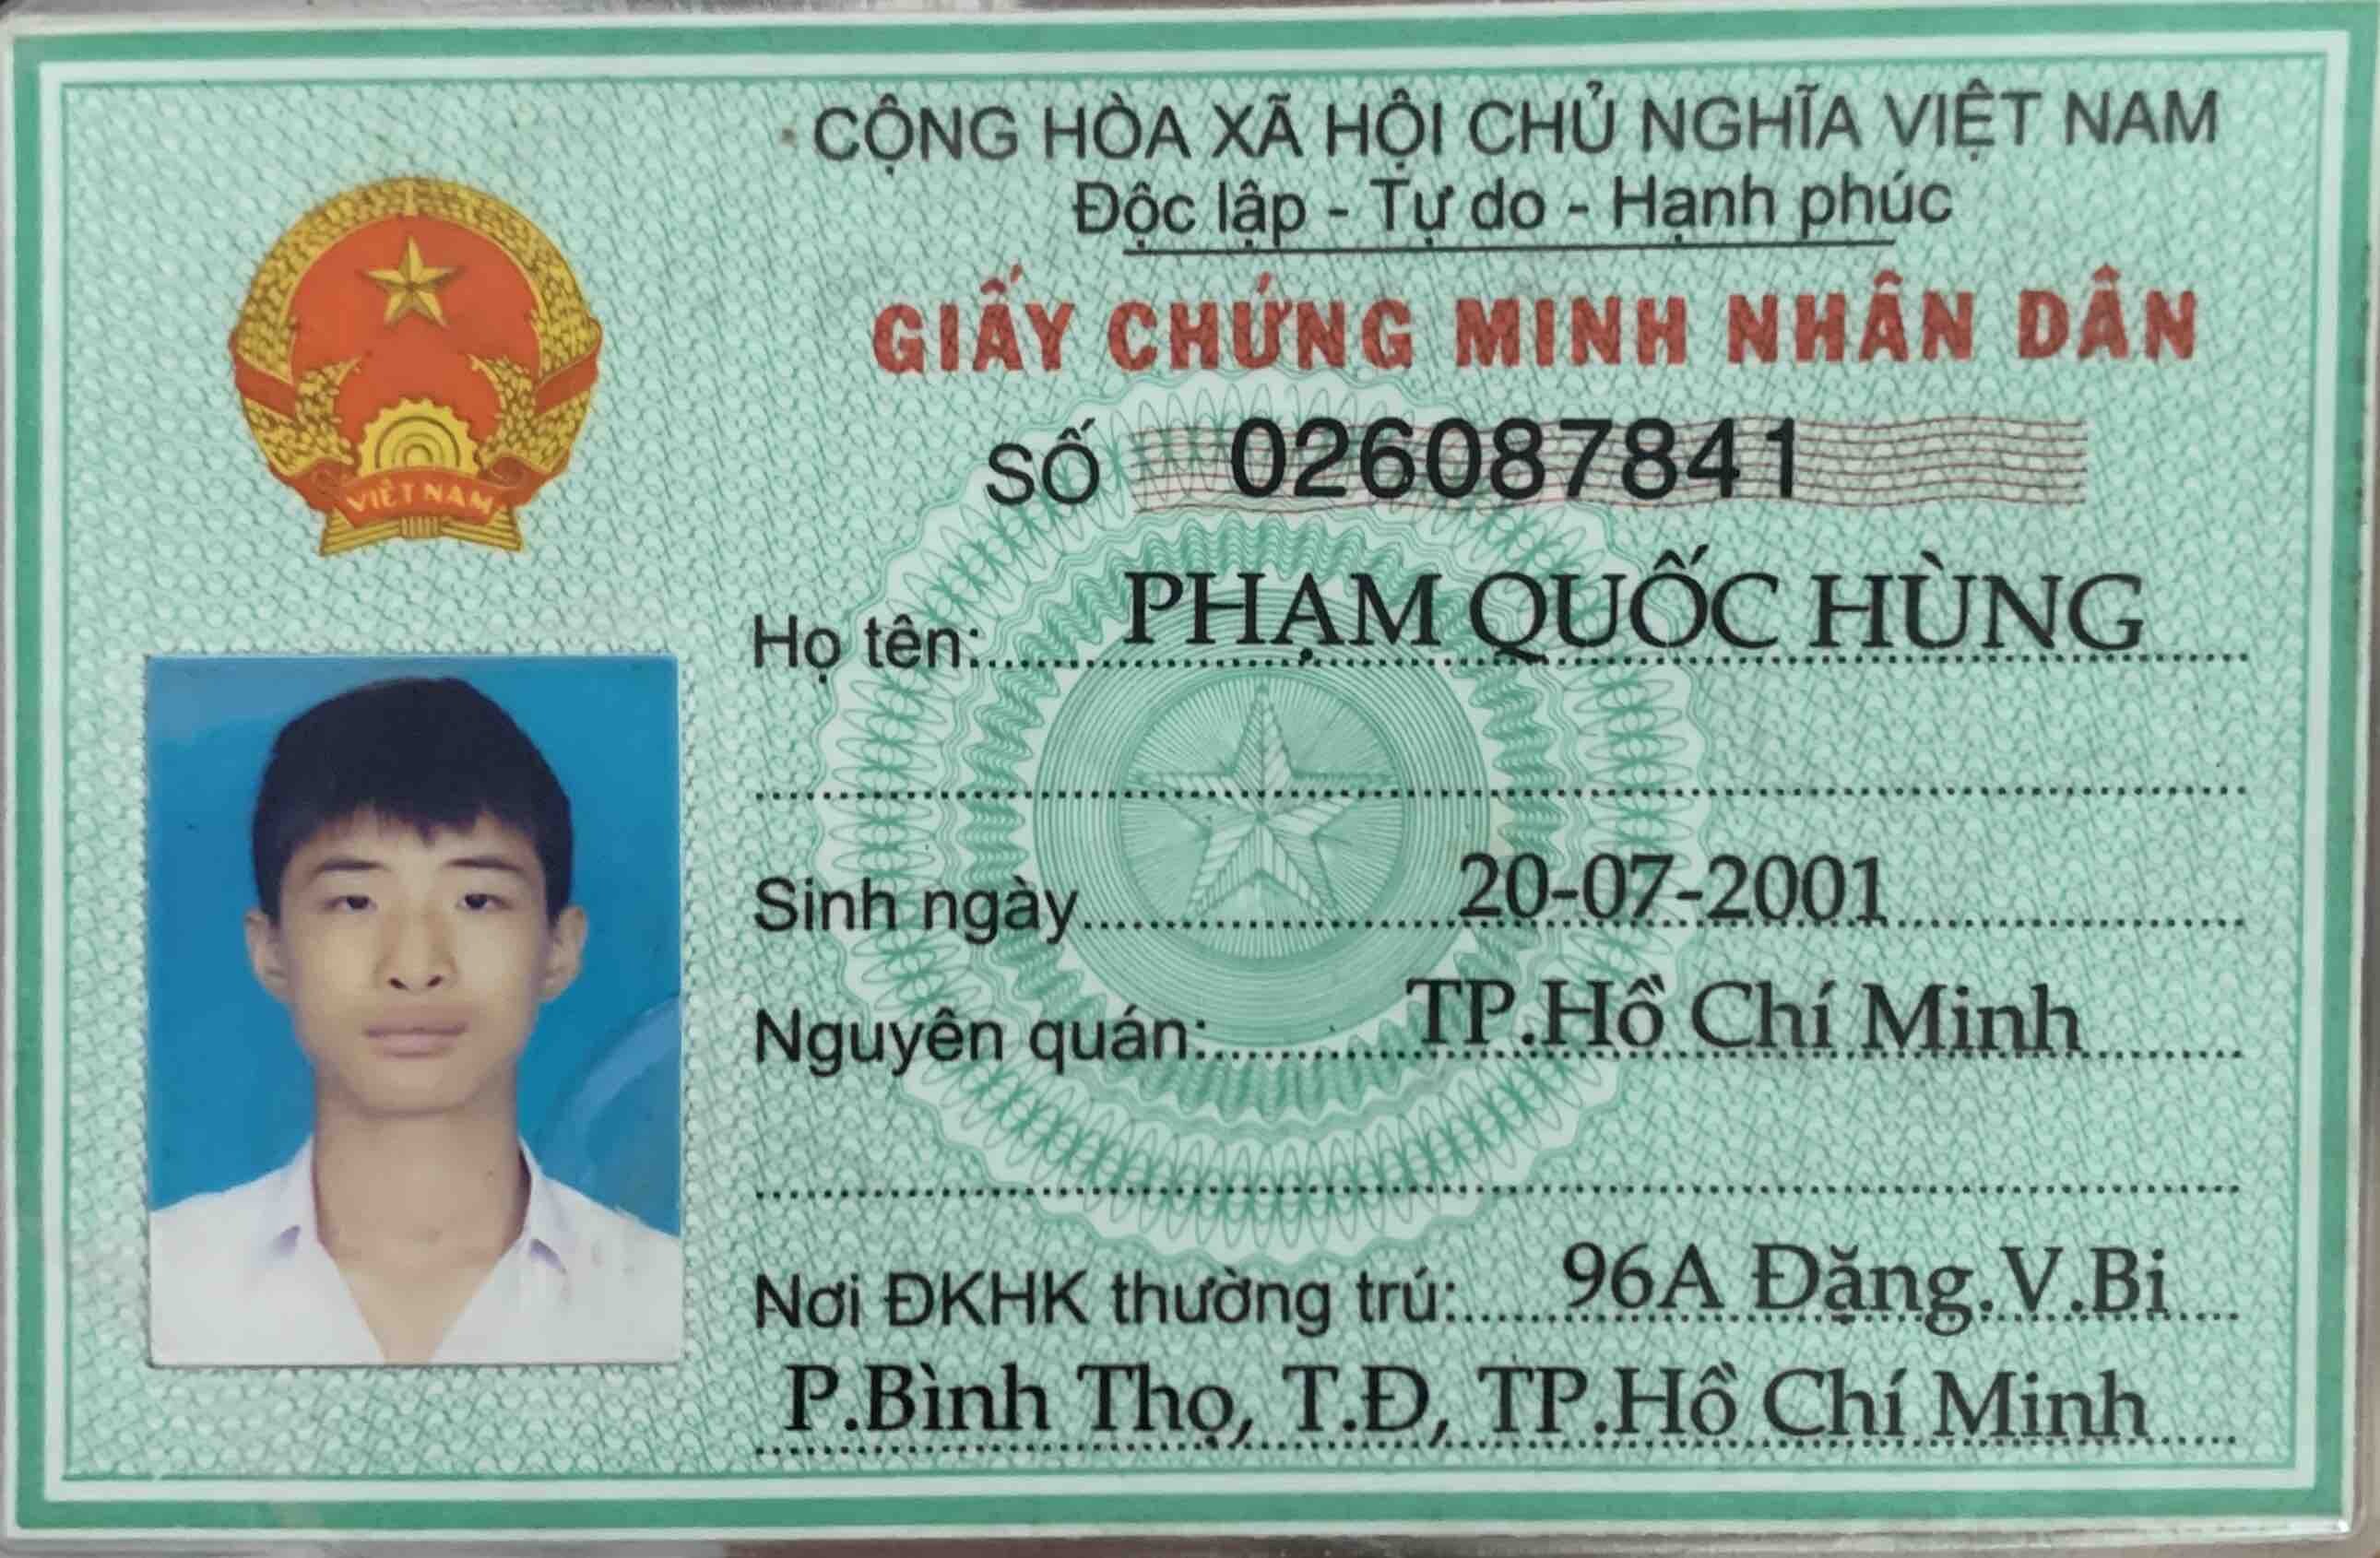 CỘNG HÒA XÃ HỘI CHỦ NGHĨA VIỆT NAM
Độc lập - Tự do - Hạnh phúc
GIẤY CHỨNG MINH NHÂN DÂN
SỐ 026087841
VIỆT NAM
Họ tên: PHẠM QUỐC HÙNG
Sinh ngày 20-07-2001
Nguyên quán: TP.Hồ Chí Minh
Nơi ĐKHK thường trú: 96A Đặng.V.Bi
P.Bình Thọ, T.Đ, TP.Hồ Chí Minh